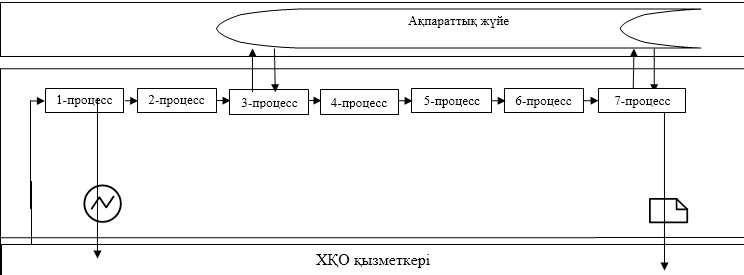 Ақпараттық жүйе
1-процесс 2-процесс 3-процесс 4-процесс 5-процесс 6-процесс 7-процесс
ХҚО қызметкері